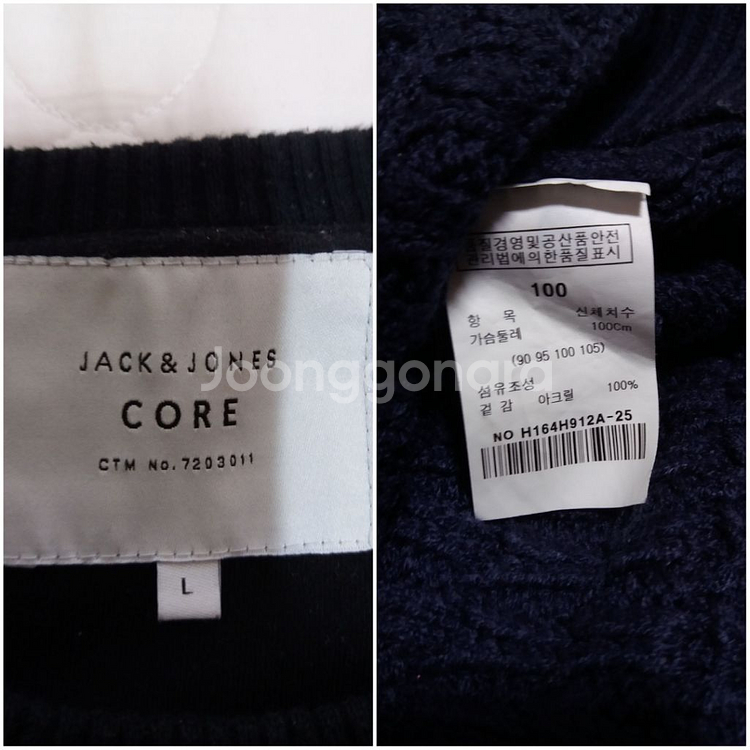 JACK & JONES
CORE
CTM No. 7203011
L
Joonggonara
품질경영및공산품안전
관리법에의한품질표시
100
항 목 신체치수
가슴둘레 100Cm
(90 95 100 105)
섬유조성 100%
겉 감 아크릴
NO H164H912A-25